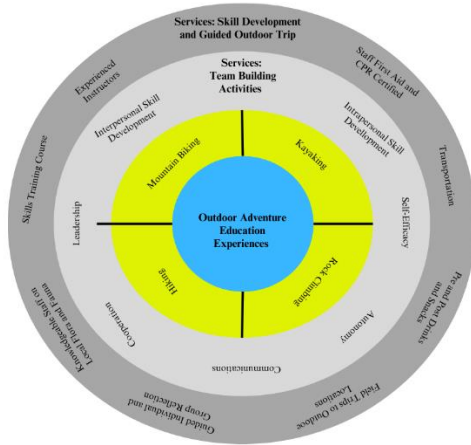 Services: Skill Development
and Guided Outdoor Trip
Staff First Aid and
CPR Certified
Transportation
Pre and Post Drinks
and Snacks
Field Trips to Outdoor
Locations
Guided Individual and
Group Reflection
Knowledgeable Staff on
Local Flora and Fauna
Skills Training Course
Experienced
Instructors
Services:
Team Building
Activities
Intrapersonal Skill
Development
Self-Efficacy
Autonomy
Communications
Cooperation
Leadership
Interpersonal Skill
Development
Mountain Biking
Kayaking
Rock Climbing
Hiking
Outdoor Adventure
Education
Experiences